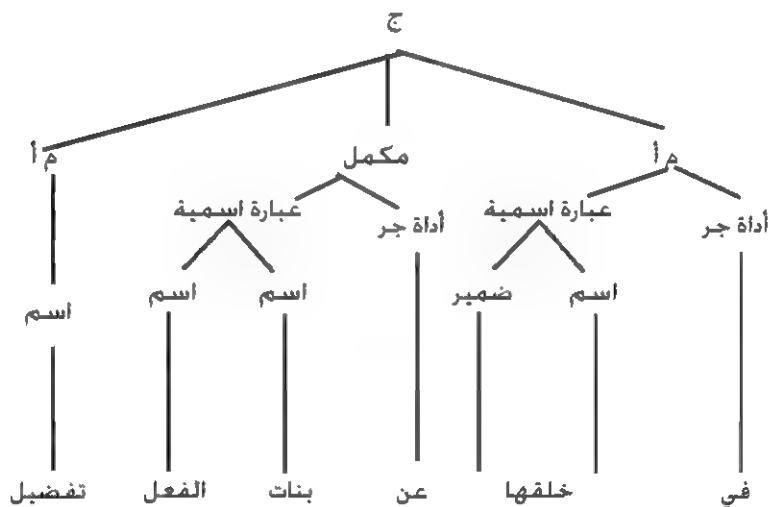 ج
م أ مكمل م أ
أداة جر عبارة اسمية أداة جر عبارة اسمية
اسم ضمير اسم اسم اسم
في خلقها عن بنات الفعل تفضيل